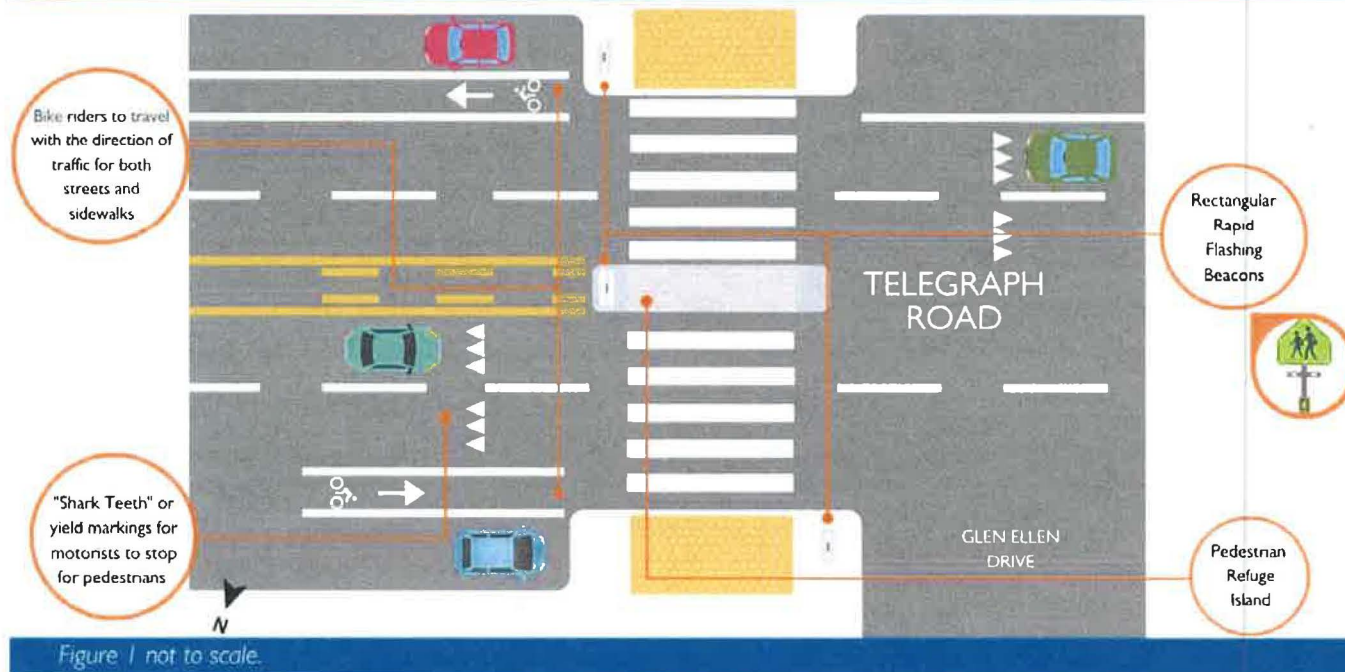 Bike riders to travel
with the direction of
traffic for both
streets and
sidewalks
"Shark Teeth" or
yield markings for
motorists to stop
for pedestrians
N
TELEGRAPH
ROAD
GLEN ELLEN
DRIVE
Rectangular
Rapid
Flashing
Beacons
Pedestrian
Refuge
Island
Figure 1 not to scale.